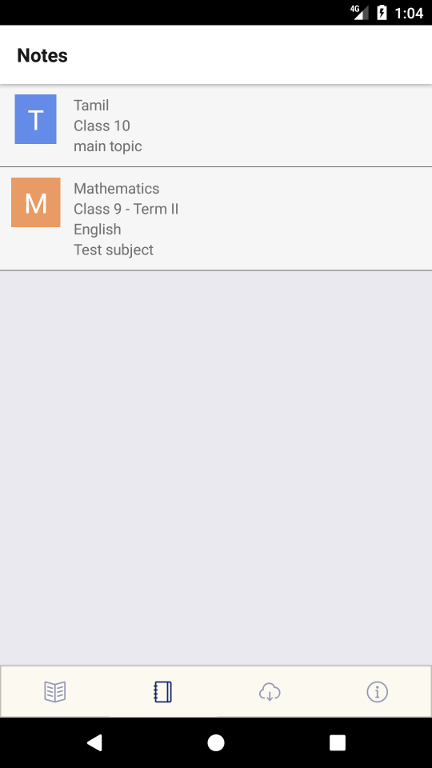 4G
1:04
Notes
T
Tamil
Class 10
main topic
M
Mathematics
Class 9 - Term II
English
Test subject